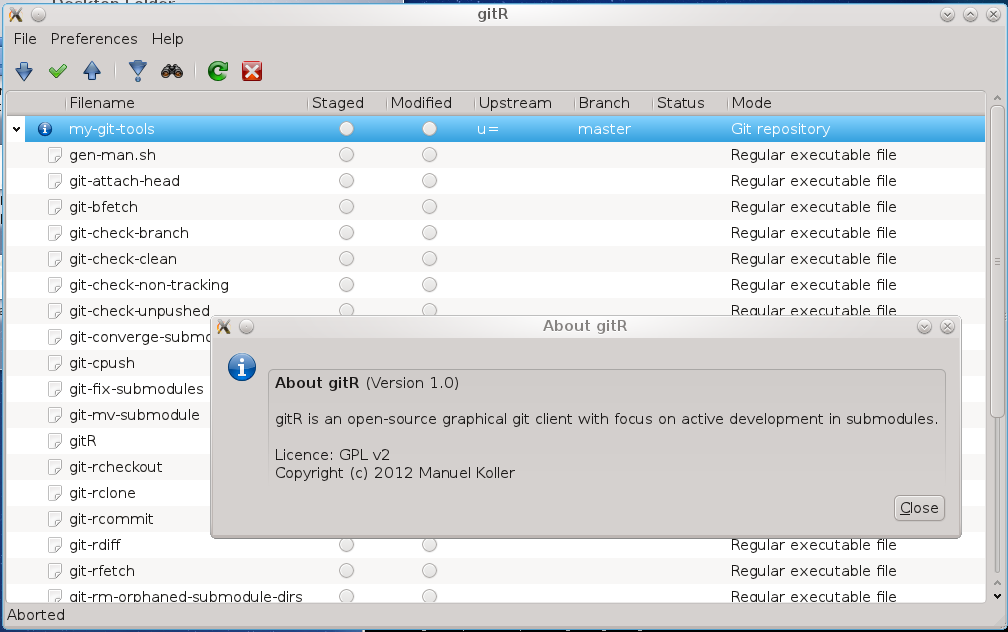 gitR
File Preferences Help
Filename Staged Modified Upstream Branch Status Mode
my-git-tools u= master Git repository
gen-man.sh Regular executable file
git-attach-head Regular executable file
git-bfetch Regular executable file
git-check-branch Regular executable file
git-check-clean Regular executable file
git-check-non-tracking Regular executable file
git-check-unpushed Regular executable file
git-converge-submo
git-cpush
git-fix-submodules
git-mv-submodule
gitR
git-rcheckout
git-rclone
git-rcommit
git-rdiff Regular executable file
git-rfetch Regular executable file
git-rm-orphaned-submodule-dirs Regular executable file
Aborted
About gitR
About gitR (Version 1.0)
gitR is an open-source graphical git client with focus on active development in submodules.
Licence: GPL v2
Copyright (c) 2012 Manuel Koller
Close